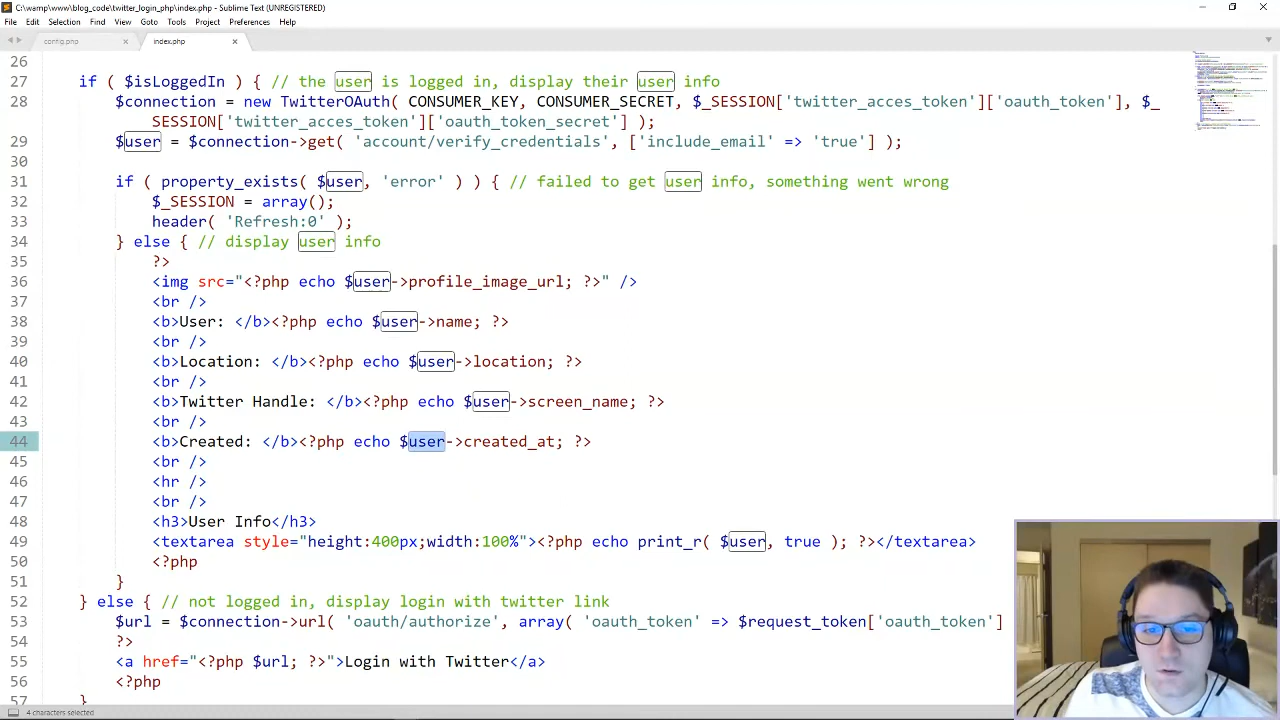 C:\wamp\www\blog_code\twitter_login_php\index.php - Sublime Text (UNREGISTERED)
File Edit Selection Find View Goto Tools Project Preferences Help
config.php × index.php ×
26
27 if ( $isLoggedIn ) { // the user is logged in, display their user info
28 $connection = new TwitterOAuth( CONSUMER_KEY, CONSUMER_SECRET, $_SESSION['twitter_acces_token']['oauth_token'], $_
SESSION['twitter_acces_token']['oauth_token_secret'] );
29 $user = $connection->get( 'account/verify_credentials', ['include_email' => 'true'] );
30
31 if ( property_exists( $user, 'error' ) ) { // failed to get user info, something went wrong
32 $_SESSION = array();
33 header( 'Refresh:0' );
34 } else { // display user info
35 ?>
36 <img src="<?php echo $user->profile_image_url; ?>" />
37 <br />
38 <b>User: </b><?php echo $user->name; ?>
39 <br />
40 <b>Location: </b><?php echo $user->location; ?>
41 <br />
42 <b>Twitter Handle: </b><?php echo $user->screen_name; ?>
43 <br />
44 <b>Created: </b><?php echo $user->created_at; ?>
45 <br />
46 <hr />
47 <br />
48 <h3>User Info</h3>
49 <textarea style="height:400px;width:100%"><?php echo print_r( $user, true ); ?></textarea>
50 <?php
51 }
52 } else { // not logged in, display login with twitter link
53 $url = $connection->url( 'oauth/authorize', array( 'oauth_token' => $request_token['oauth_token']
54 ?>
55 <a href="<?php $url; ?>">Login with Twitter</a>
56 <?php
57 }
4 characters selected